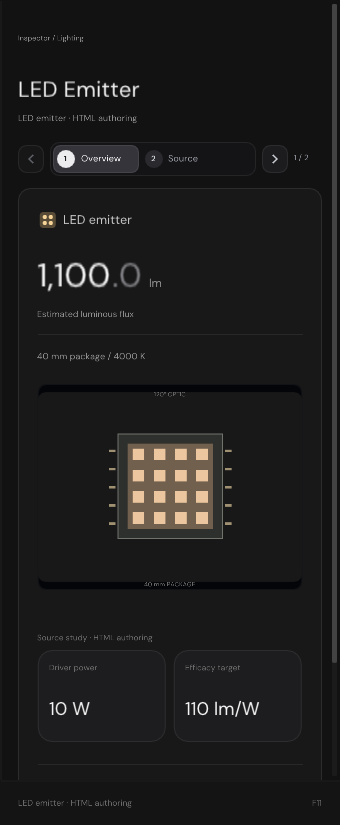 Inspector / Lighting
LED Emitter
LED emitter · HTML authoring
1 Overview 2 Source 1 / 2
LED emitter
1,100.0 lm
Estimated luminous flux
40 mm package / 4000 K
120° OPTIC
40 mm PACKAGE
Source study · HTML authoring
Driver power Efficacy target
10 W 110 lm/W
LED emitter · HTML authoring F11